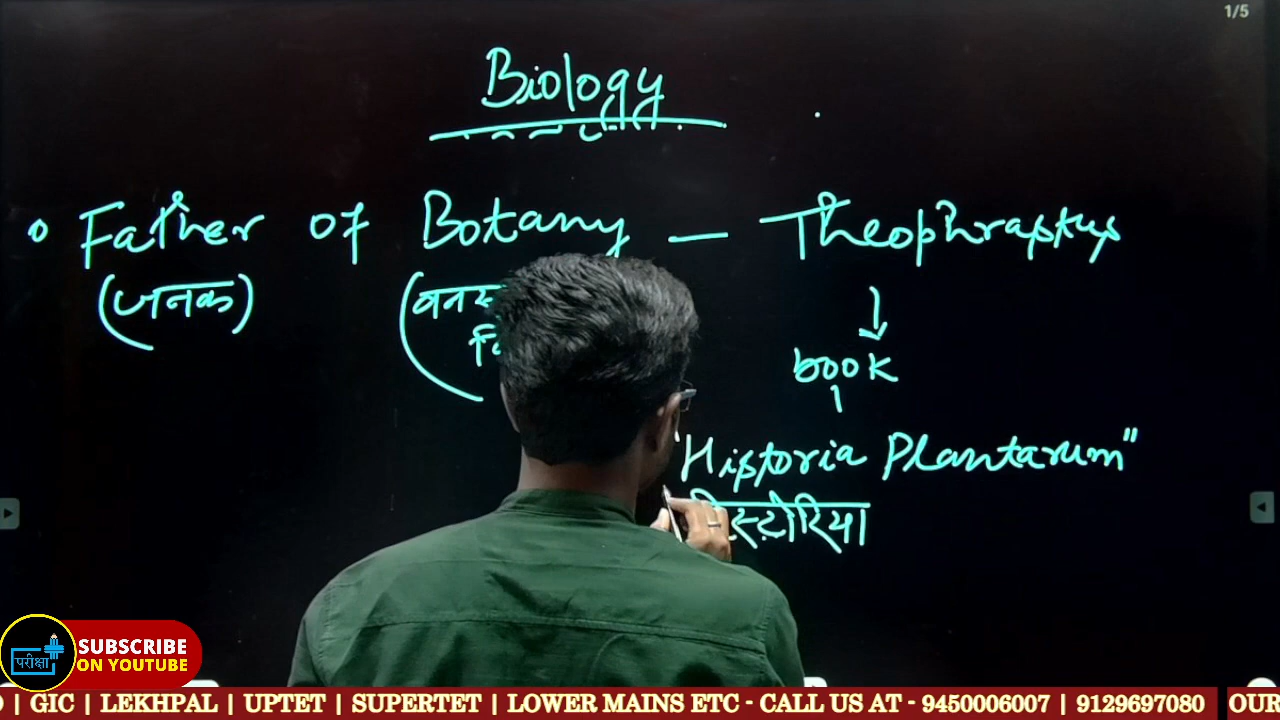 1/5
Biology
Father of Botany — Theophrastus
(जनक)
book
"Historia Plantarum"
हिस्टोरिया
परीक्षा
SUBSCRIBE
ON YOUTUBE
| GIC | LEKHPAL | UPTET | SUPERTET | LOWER MAINS ETC - CALL US AT - 9450006007 | 9129697080 OUR